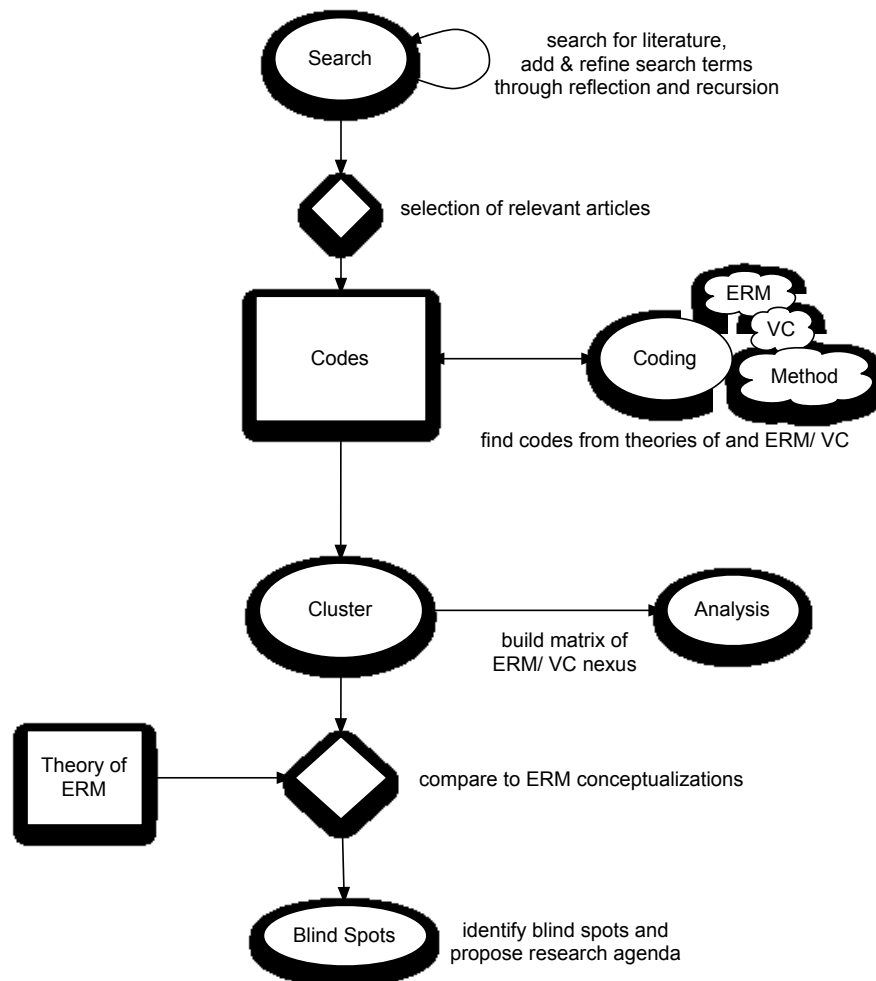 Search
search for literature,
add & refine search terms
through reflection and recursion
selection of relevant articles
Codes
Coding
ERM
VC
Method
find codes from theories of and ERM/ VC
Cluster
Analysis
build matrix of
ERM/ VC nexus
Theory of
ERM
compare to ERM conceptualizations
Blind Spots
identify blind spots and
propose research agenda